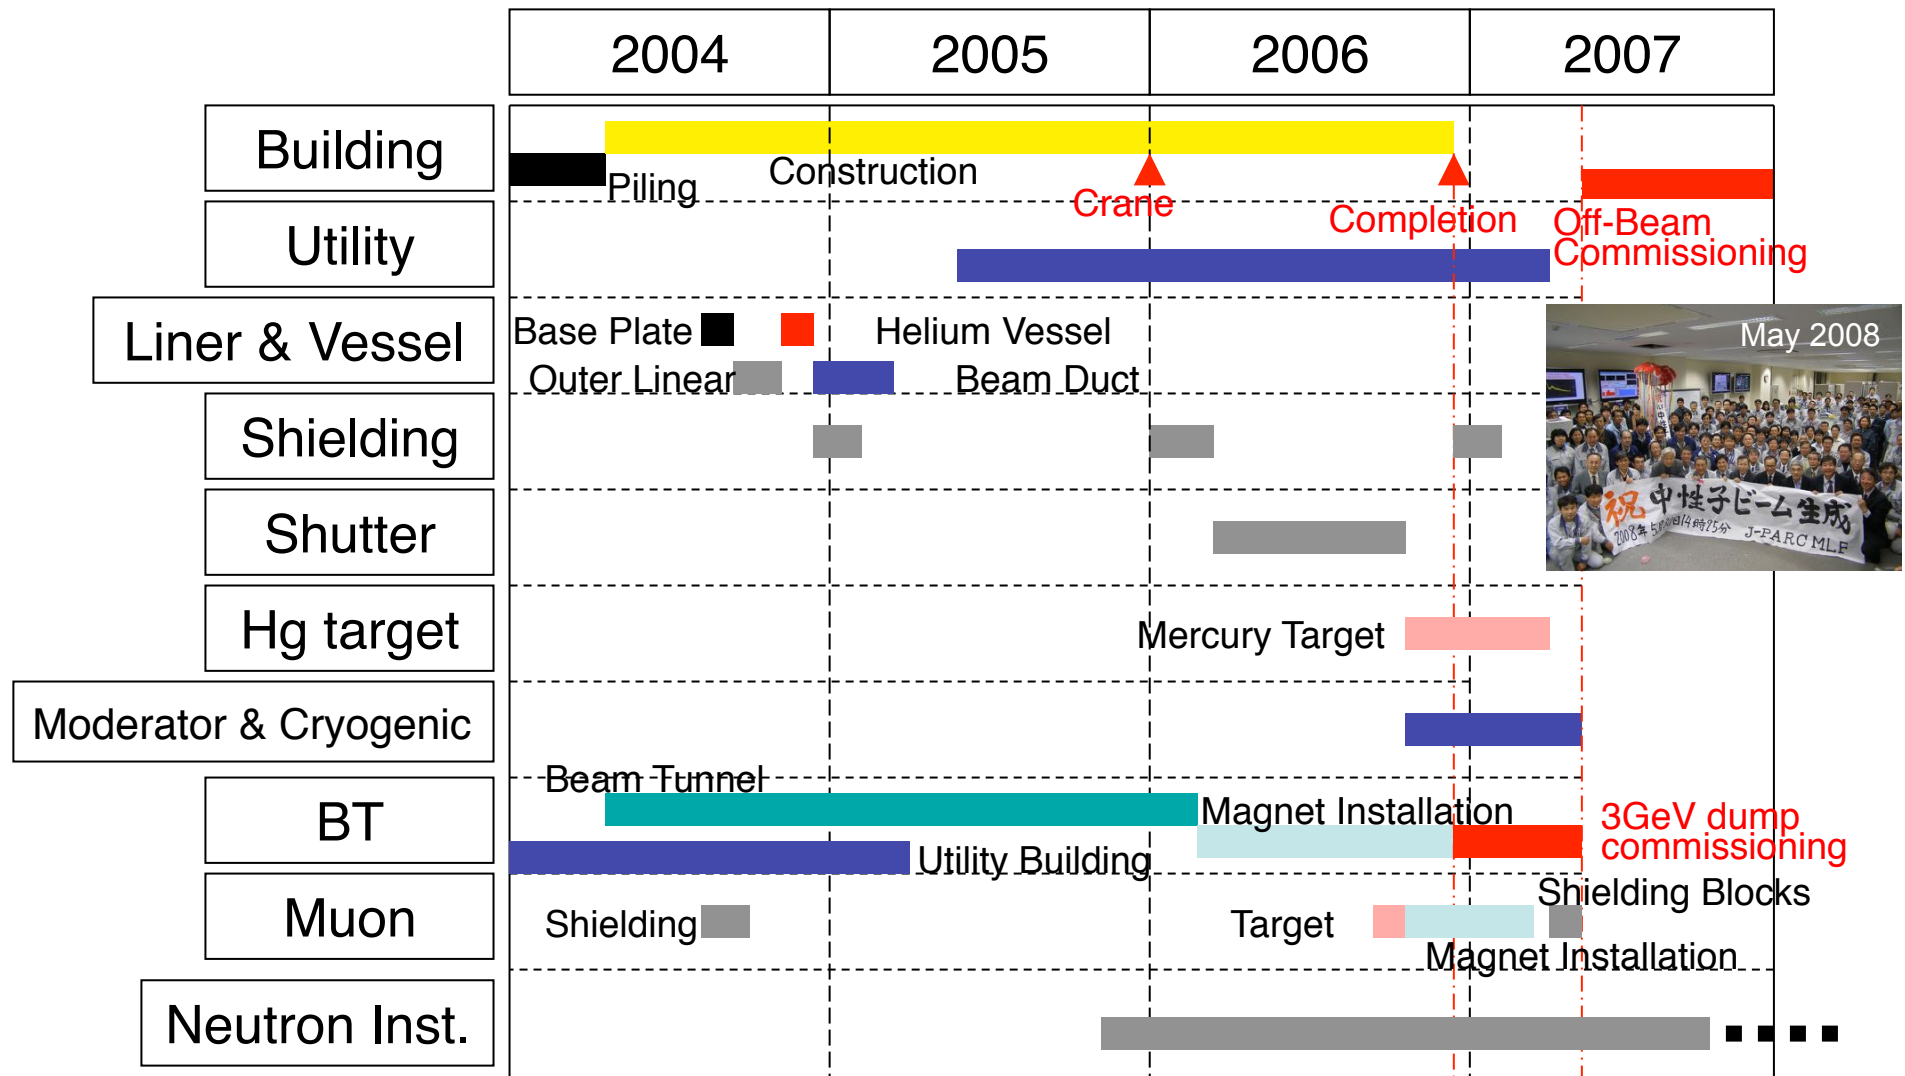 2004 2005 2006 2007
Building
Piling
Construction
Crane
Completion
Off-Beam
Commissioning
Utility
Liner & Vessel
Base Plate
Helium Vessel
Outer Linear
Beam Duct
May 2008
祝 中性子ビーム生成
J-PARC MLF
Shielding
Shutter
Hg target
Mercury Target
Moderator & Cryogenic
BT
Beam Tunnel
Magnet Installation
3GeV dump
commissioning
Utility Building
Muon
Shielding
Target
Shielding Blocks
Magnet Installation
Neutron Inst.